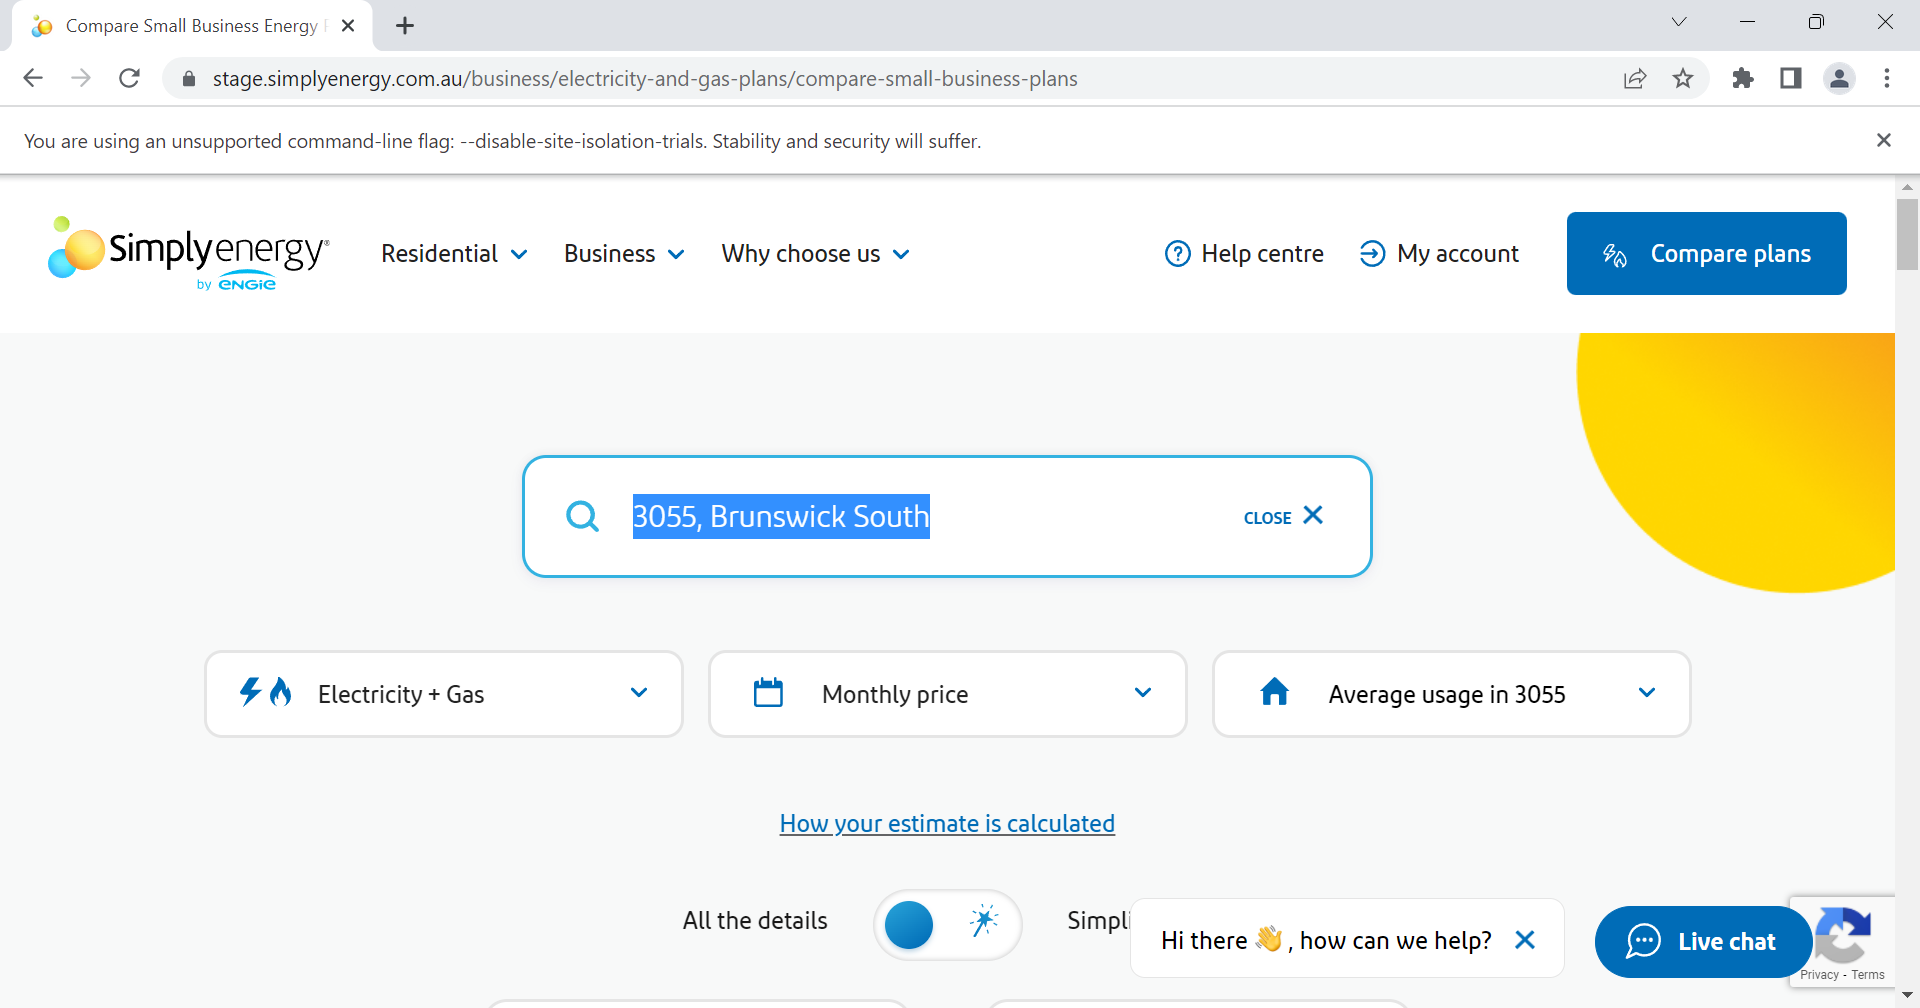 Compare Small Business Energy
stage.simplyenergy.com.au/business/electricity-and-gas-plans/compare-small-business-plans
You are using an unsupported command-line flag: --disable-site-isolation-trials. Stability and security will suffer.
Simplyenergy®
by ENGIE
Residential
Business
Why choose us
Help centre
My account
Compare plans
3055, Brunswick South
CLOSE
Electricity + Gas
Monthly price
Average usage in 3055
How your estimate is calculated
All the details
Simpli
Hi there 👋, how can we help?
Live chat
Privacy - Terms